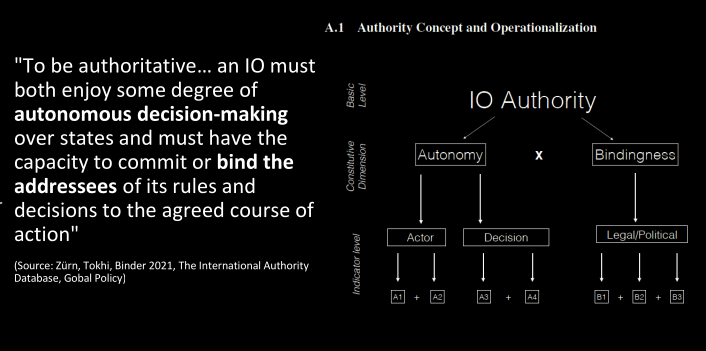 A.1 Authority Concept and Operationalization
"To be authoritative... an IO must
both enjoy some degree of
autonomous decision-making
over states and must have the
capacity to commit or bind the
addressees of its rules and
decisions to the agreed course of
action"
(Source: Zürn, Tokhi, Binder 2021, The International Authority
Database, Gobal Policy)
Basic
Level
IO Authority
Constitutive
Dimension
Autonomy x Bindingness
Indicator level
Actor Decision Legal/Political
A1 + A2 A3 + A4 B1 + B2 + B3